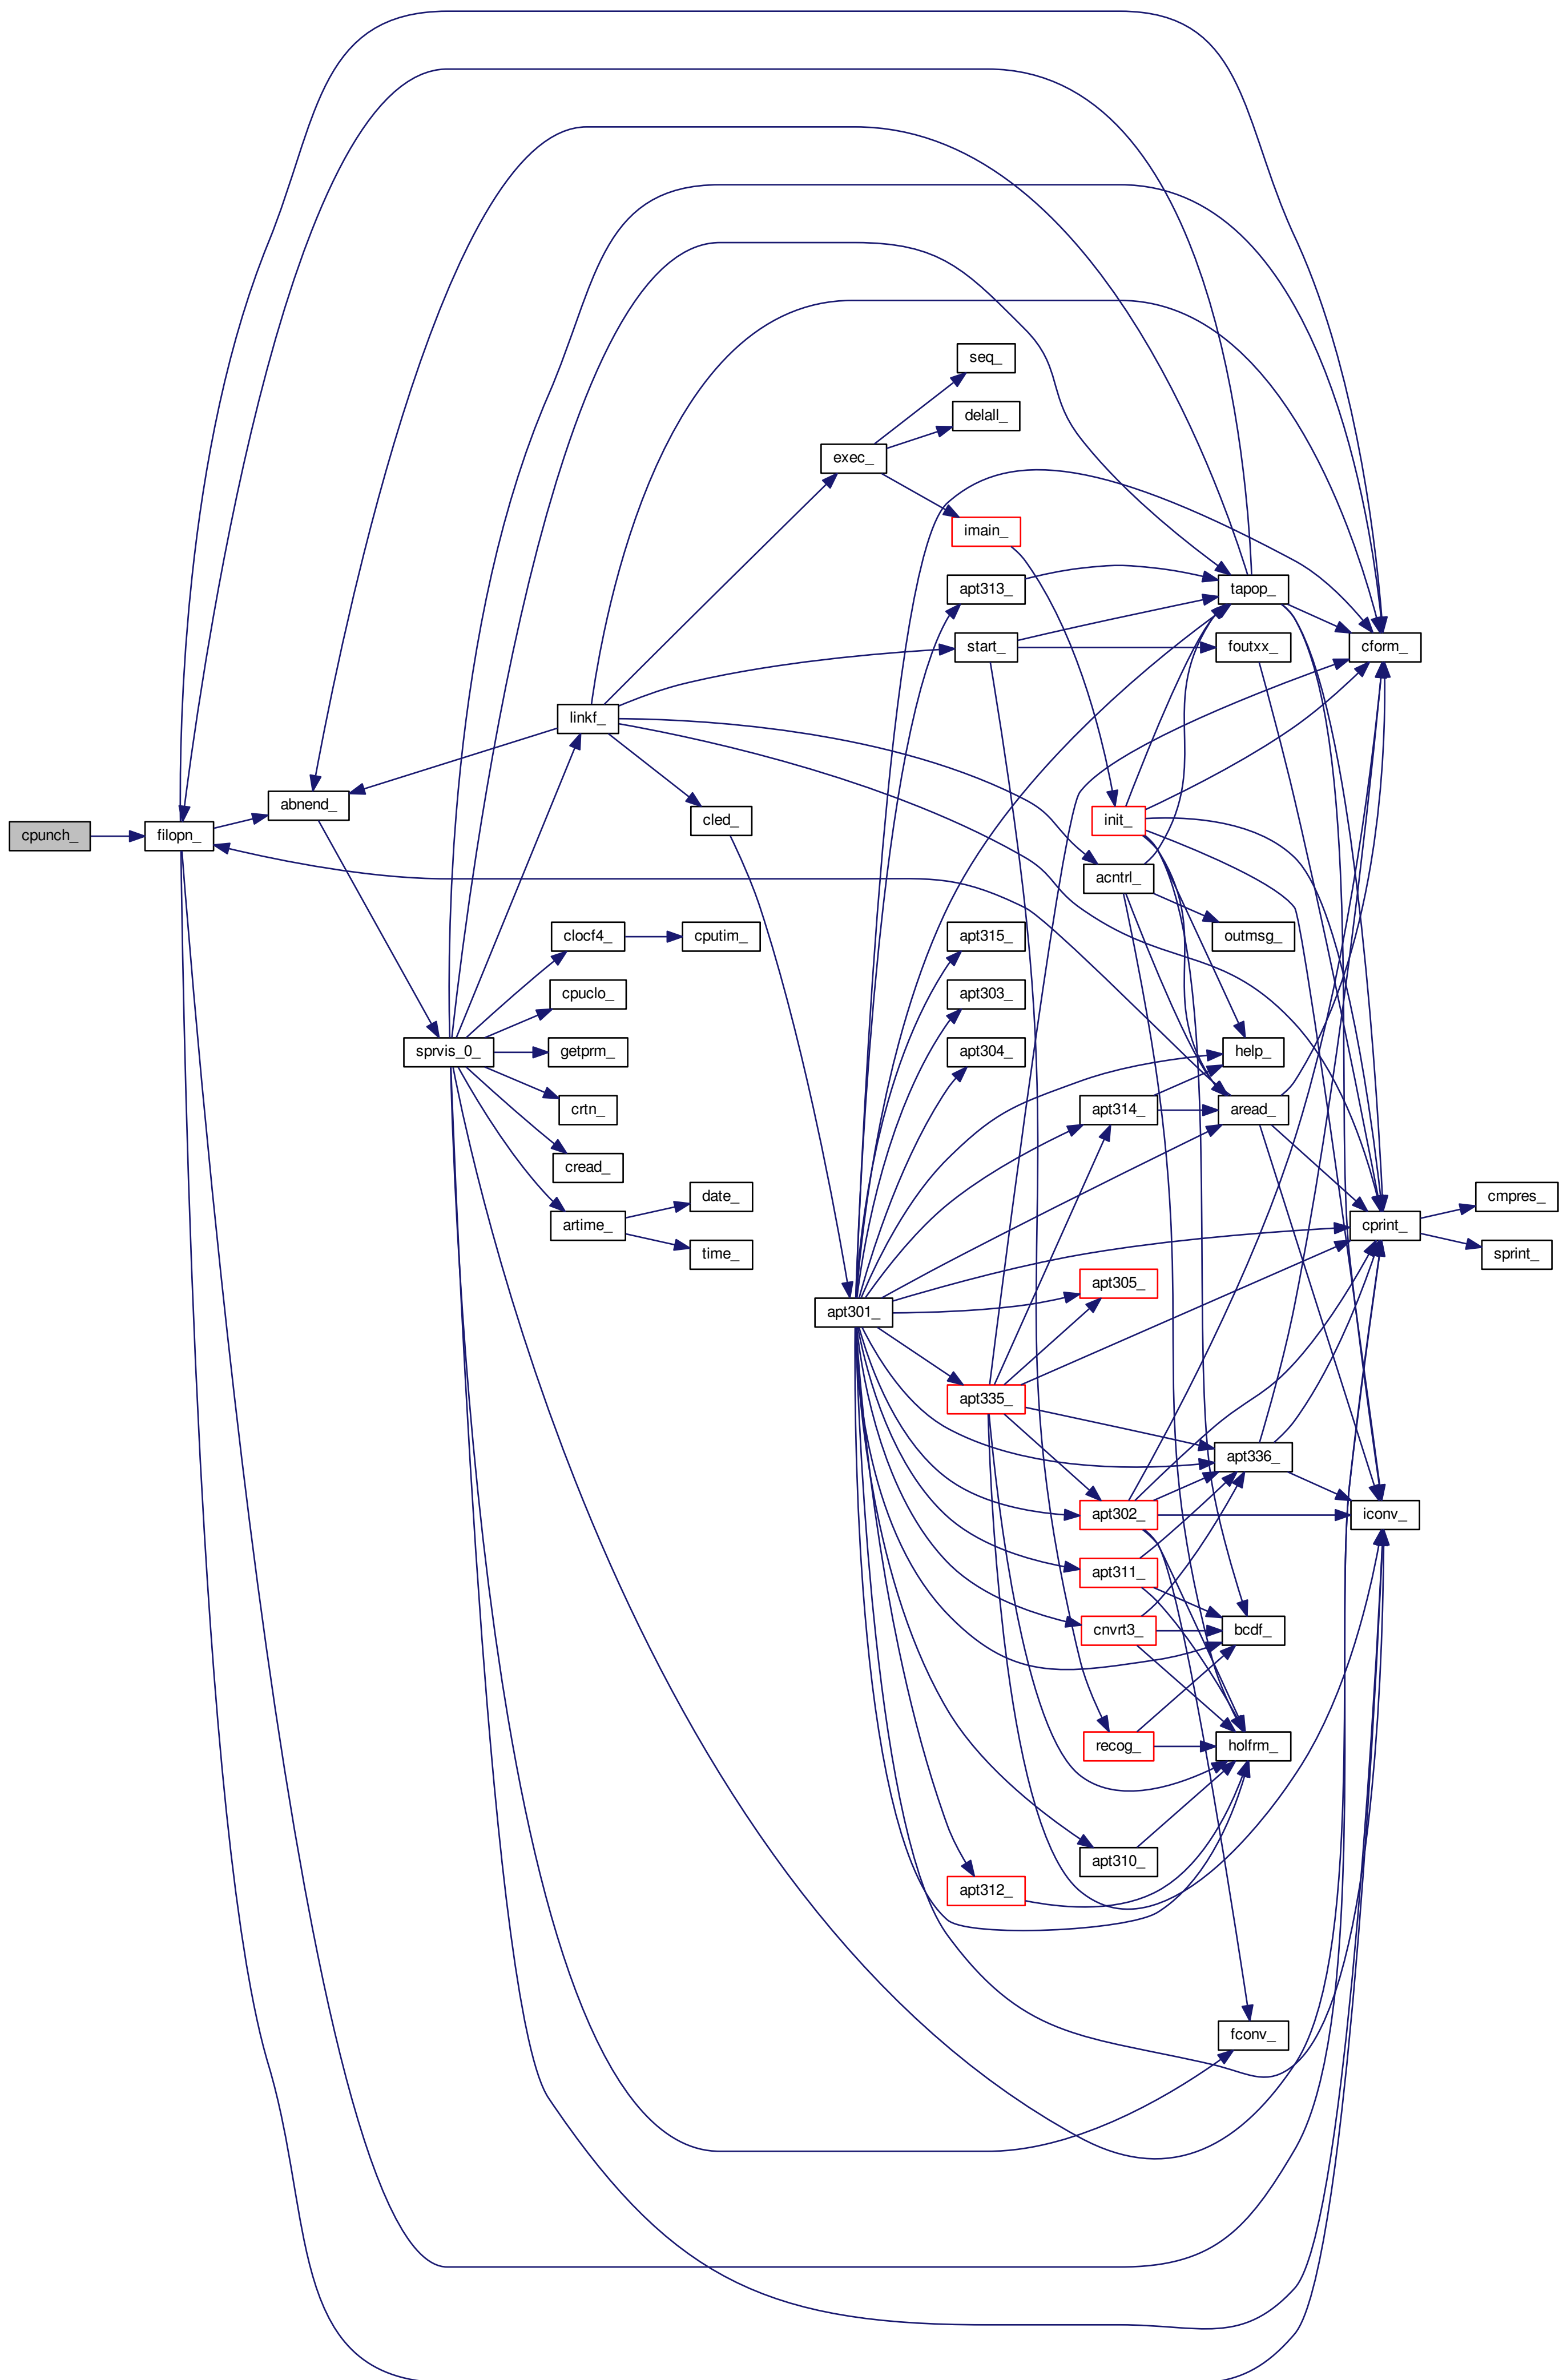 seq_
delall_
exec_
imain_
apt313_
tapop_
start_
foutxx_
cform_
linkf_
abnend_
cled_
init_
cpunch_
filopn_
acntrl_
clocf4_
cputim_
apt315_
outmsg_
cpuclo_
apt303_
sprvis_0_
getprm_
apt304_
help_
crtn_
apt314_
aread_
cread_
date_
cmpres_
artime_
cprint_
time_
sprint_
apt305_
apt301_
apt335_
apt336_
apt302_
iconv_
apt311_
cnvrt3_
bcdf_
recog_
holfrm_
apt310_
apt312_
fconv_